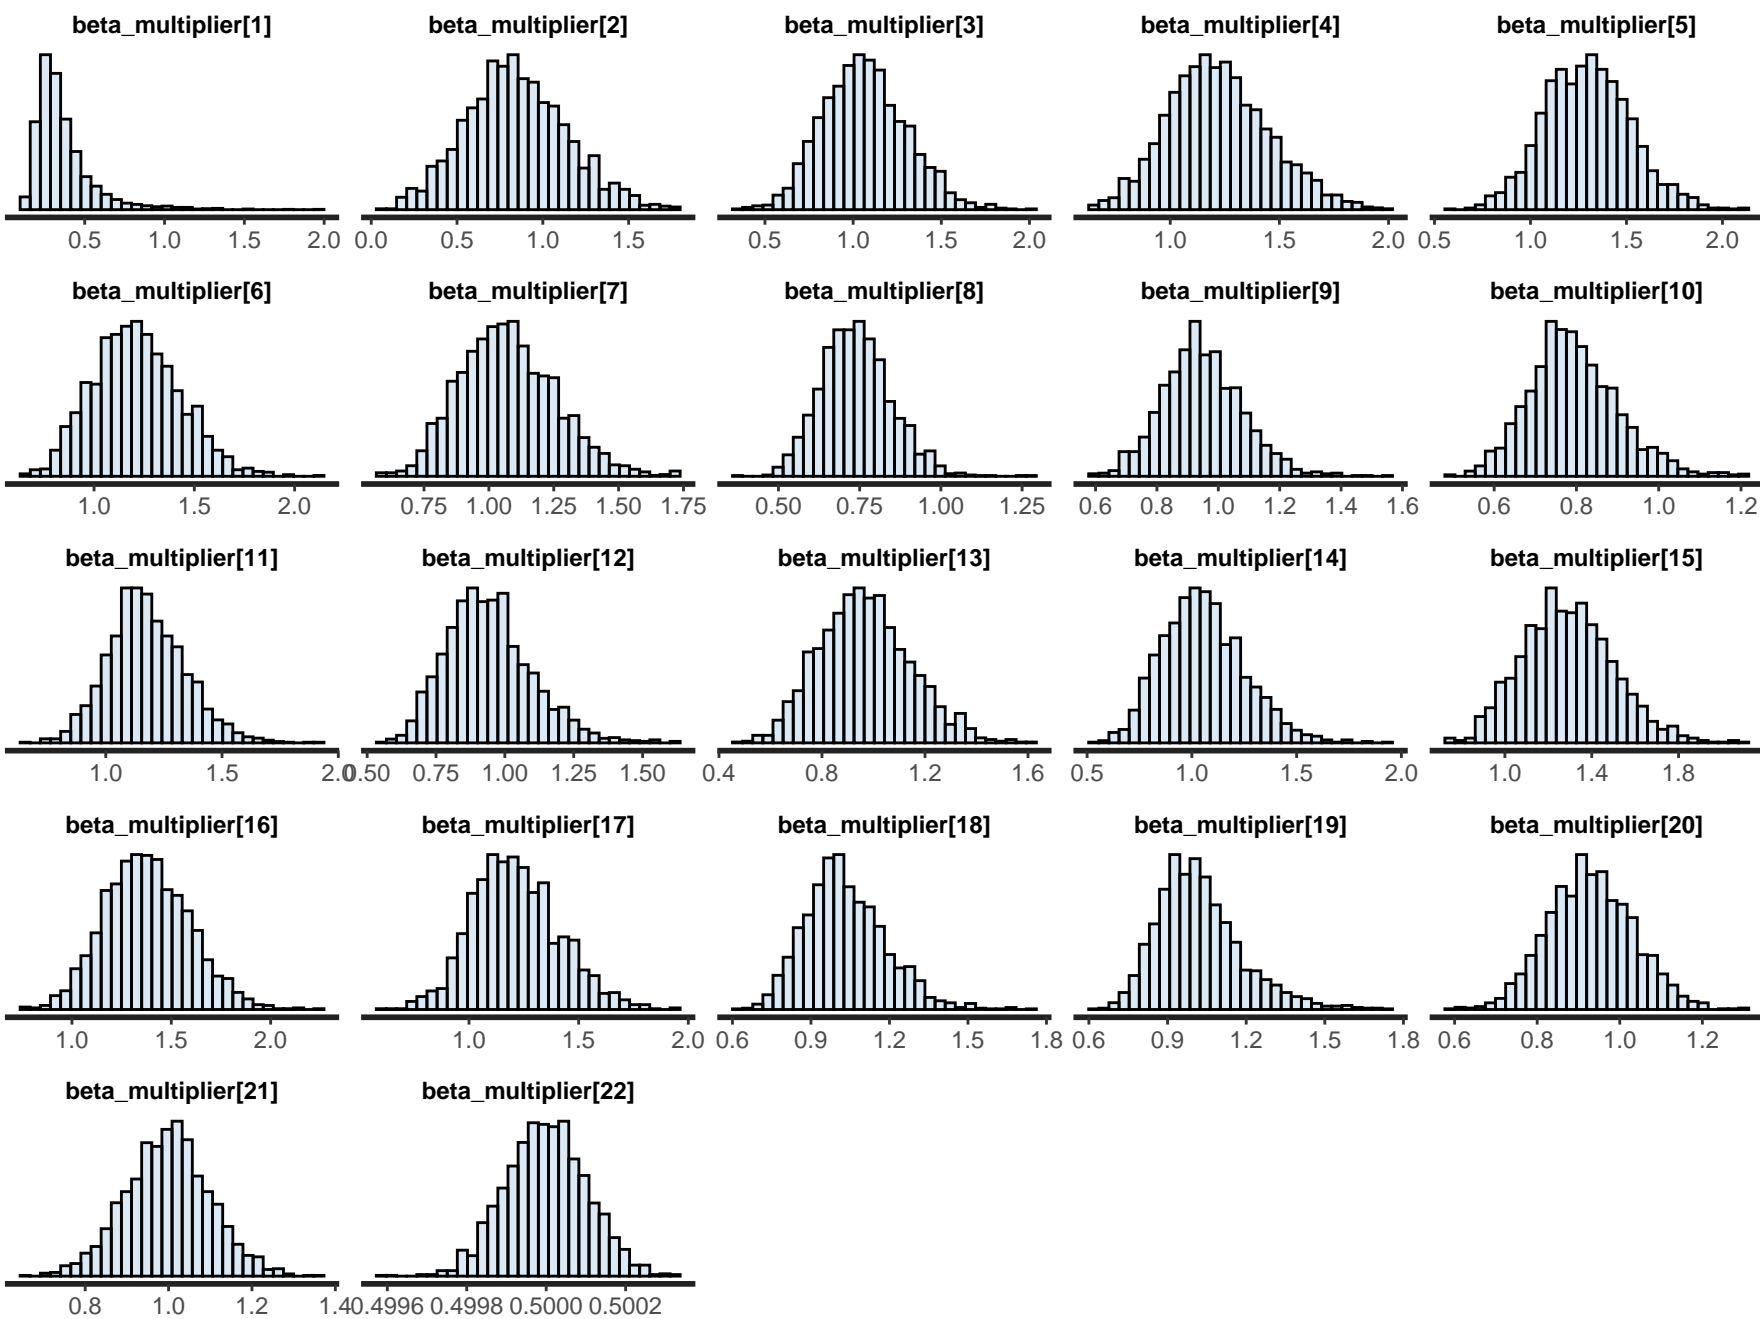 beta_multiplier[1] beta_multiplier[2] beta_multiplier[3] beta_multiplier[4] beta_multiplier[5]
0.5 1.0 1.5 2.0 0.0 0.5 1.0 1.5 0.5 1.0 1.5 2.0 1.0 1.5 2.0 0.5 1.0 1.5 2.0
beta_multiplier[6] beta_multiplier[7] beta_multiplier[8] beta_multiplier[9] beta_multiplier[10]
1.0 1.5 2.0 0.75 1.00 1.25 1.50 1.75 0.50 0.75 1.00 1.25 0.6 0.8 1.0 1.2 1.4 1.6 0.6 0.8 1.0 1.2
beta_multiplier[11] beta_multiplier[12] beta_multiplier[13] beta_multiplier[14] beta_multiplier[15]
1.0 1.5 2.0 0.50 0.75 1.00 1.25 1.50 0.4 0.8 1.2 1.6 0.5 1.0 1.5 2.0 1.0 1.4 1.8
beta_multiplier[16] beta_multiplier[17] beta_multiplier[18] beta_multiplier[19] beta_multiplier[20]
1.0 1.5 2.0 1.0 1.5 2.0 0.6 0.9 1.2 1.5 1.8 0.6 0.9 1.2 1.5 1.8 0.6 0.8 1.0 1.2
beta_multiplier[21] beta_multiplier[22]
0.8 1.0 1.2 1.4 0.4996 0.4998 0.5000 0.5002